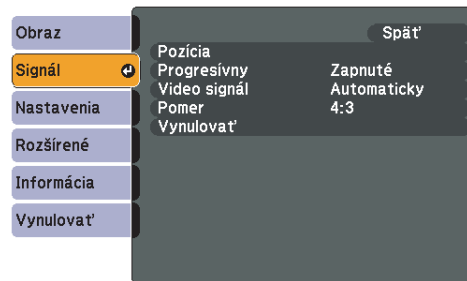 Obraz
Signál
Nastavenia
Rozšírené
Informácia
Vynulovať
Späť
Pozícia
Progresívny Zapnuté
Video signál Automaticky
Pomer 4:3
Vynulovať